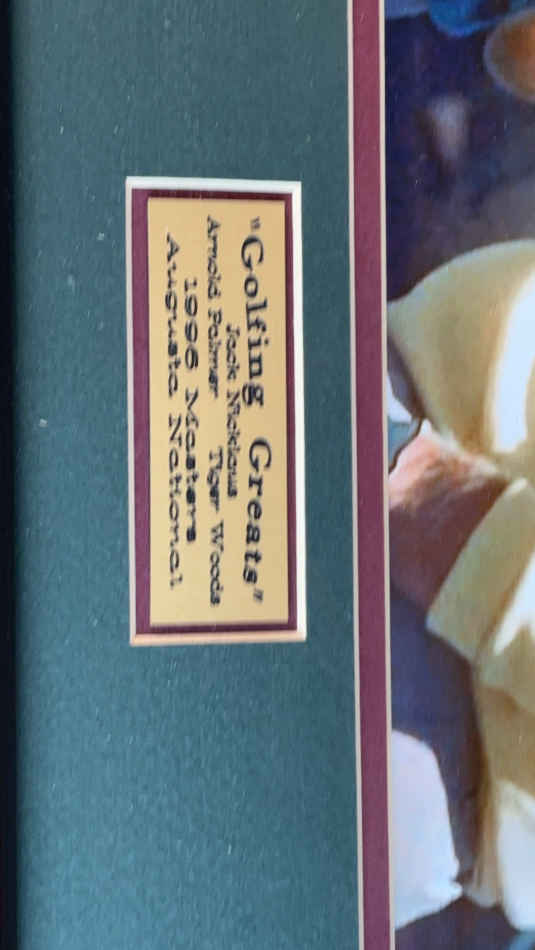 "Golfing Greats"
Jack Nicklaus
Arnold Palmer Tiger Woods
1996 Masters
Augusta National